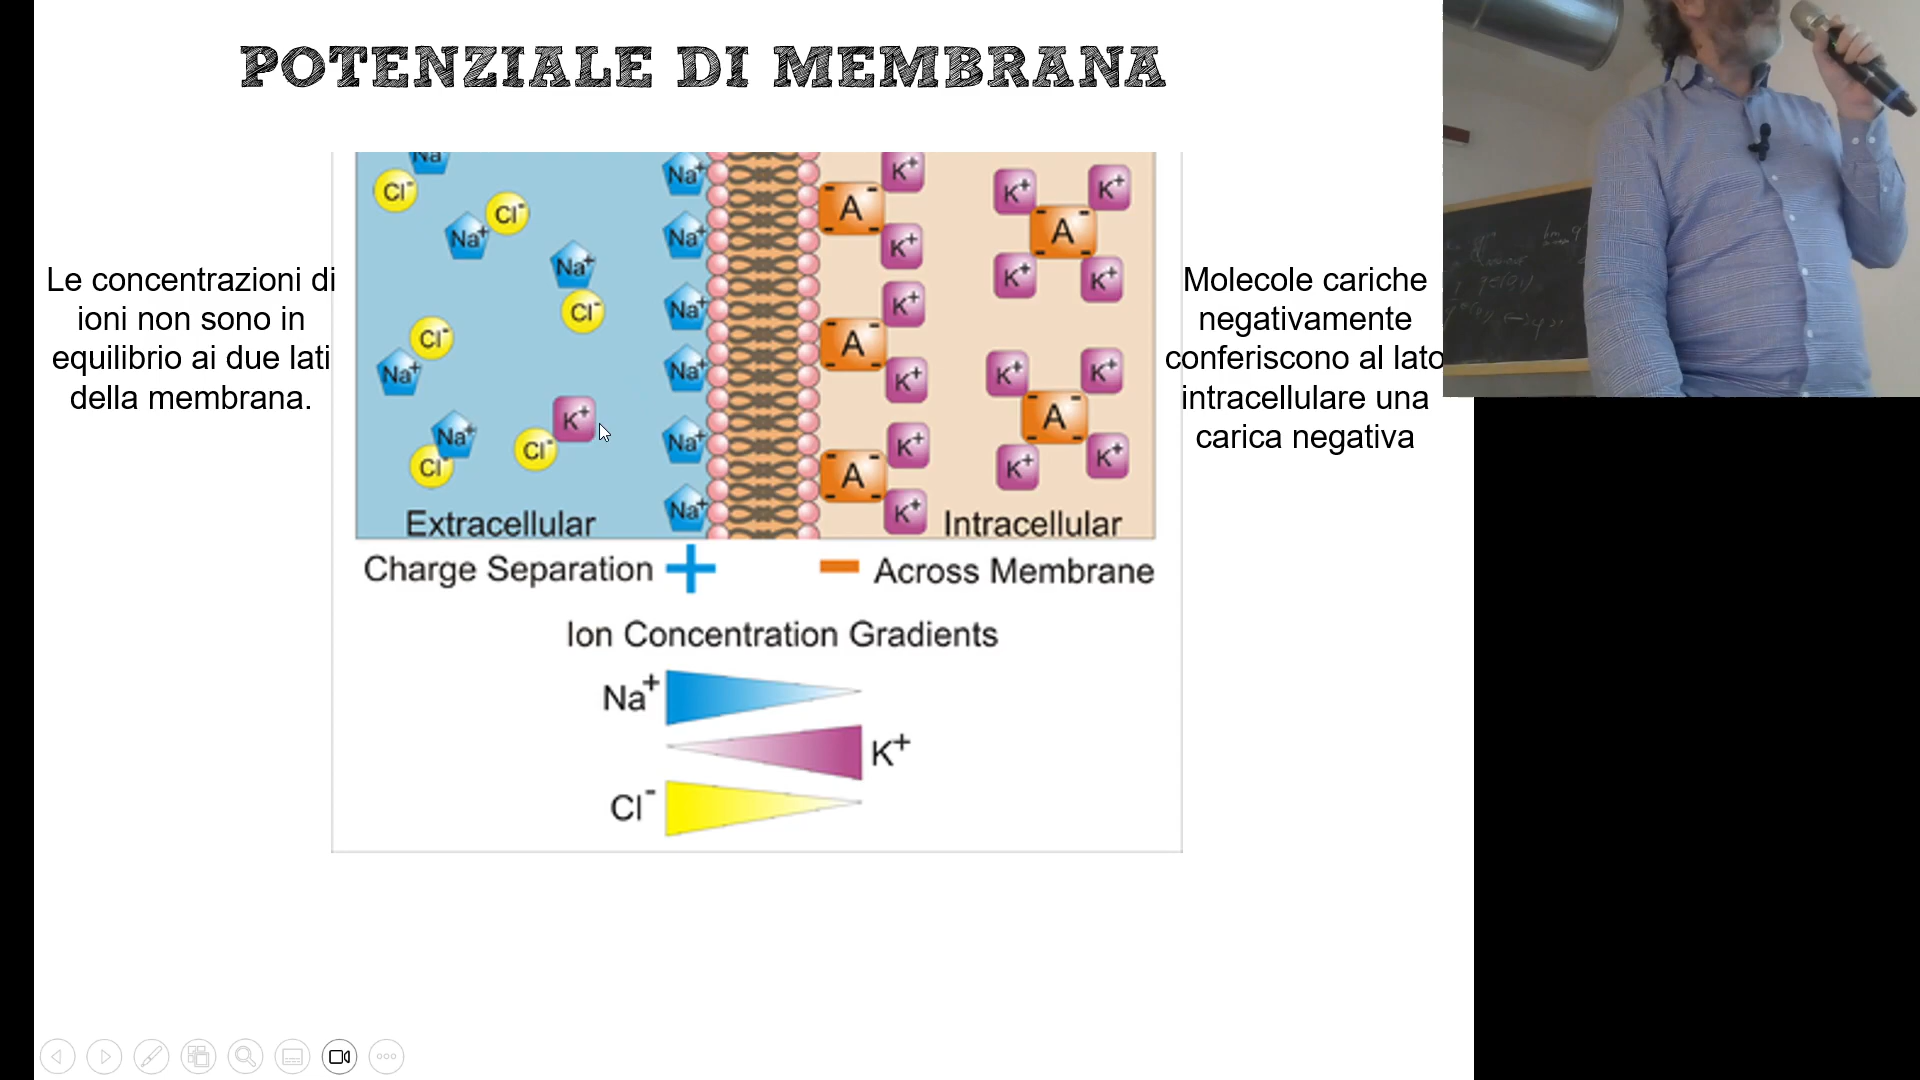 POTENZIALE DI MEMBRANA
Le concentrazioni di
ioni non sono in
equilibrio ai due lati
della membrana.
Na
Cl-
Na+
Cl-
Na+
Cl-
Cl-
Na+
Na+
Cl-
K+
Cl-
Na+
Na+
Na+
Na+
Na+
Na+
A
A
A
K+
K+
K+
K+
K+
K+
K+
K+
A
K+
K+
K+
K+
A
K+
K+
Extracellular
Intracellular
Charge Separation +
- Across Membrane
Ion Concentration Gradients
Na+
K+
Cl-
Molecole cariche
negativamente
conferiscono al lato
intracellulare una
carica negativa